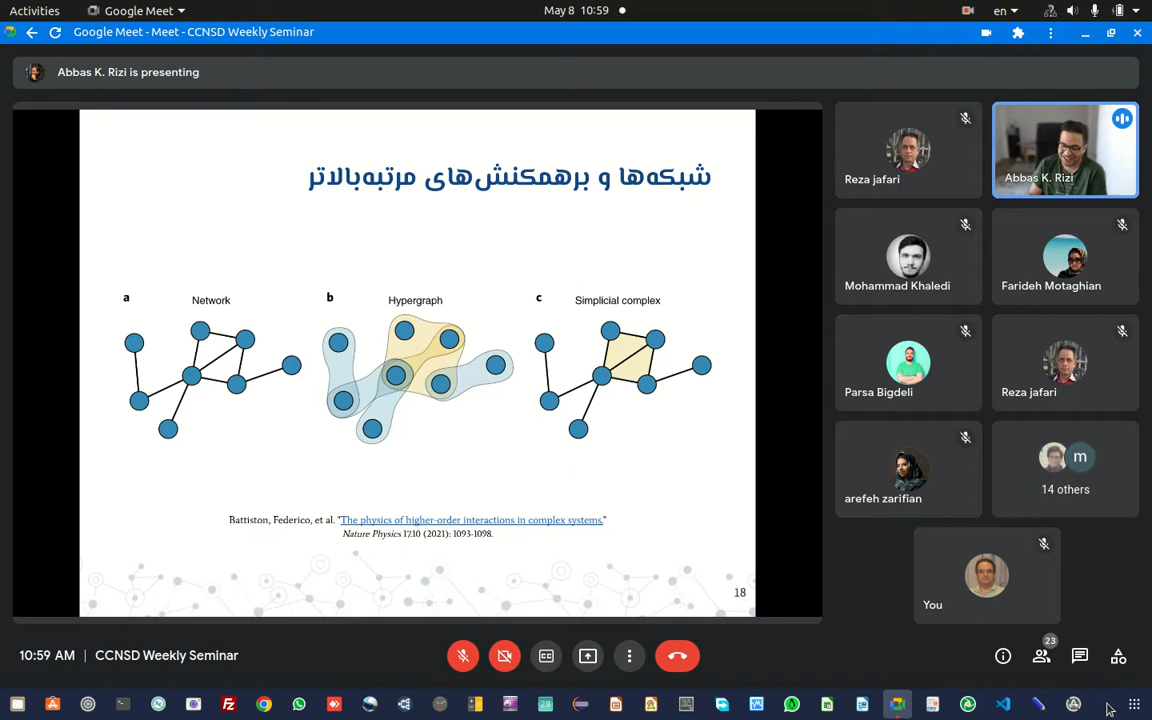 Activities
Google Meet
May 8 10:59
en
Google Meet - Meet - CCNSD Weekly Seminar
Abbas K. Rizi is presenting
شبکه‌ها و برهمکنش‌های مرتبه‌بالاتر
a Network
b Hypergraph
c Simplicial complex
Battiston, Federico, et al. "The physics of higher-order interactions in complex systems."
Nature Physics 17.10 (2021): 1093-1098.
18
Reza jafari
Abbas K. Rizi
Mohammad Khaledi
Farideh Motaghian
Parsa Bigdeli
Reza jafari
arefeh zarifian
m
14 others
You
10:59 AM | CCNSD Weekly Seminar
23